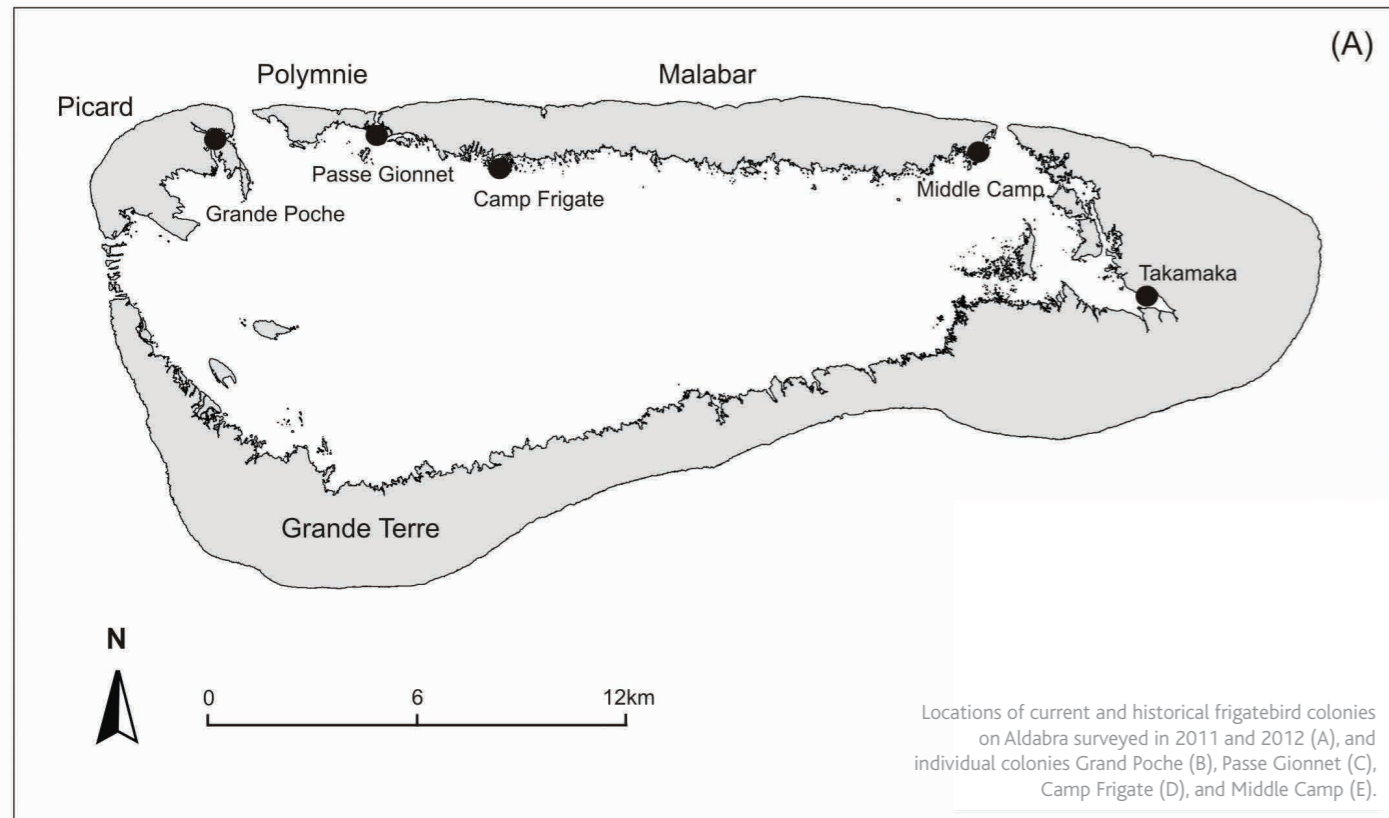 (A)
Polymnie
Malabar
Picard
Passe Gionnet
Camp Frigate
Middle Camp
Grande Poche
Takamaka
Grande Terre
N
0 6 12km
Locations of current and historical frigatebird colonies
on Aldabra surveyed in 2011 and 2012 (A), and
individual colonies Grand Poche (B), Passe Gionnet (C),
Camp Frigate (D), and Middle Camp (E).